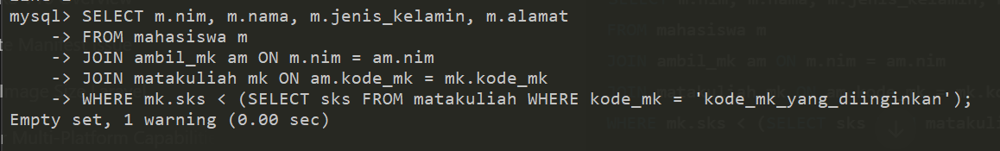 mysql> SELECT m.nim, m.nama, m.jenis_kelamin, m.alamat
    -> FROM mahasiswa m
    -> JOIN ambil_mk am ON m.nim = am.nim
    -> JOIN matakuliah mk ON am.kode_mk = mk.kode_mk
    -> WHERE mk.sks < (SELECT sks FROM matakuliah WHERE kode_mk = 'kode_mk_yang_diinginkan');
Empty set, 1 warning (0.00 sec)